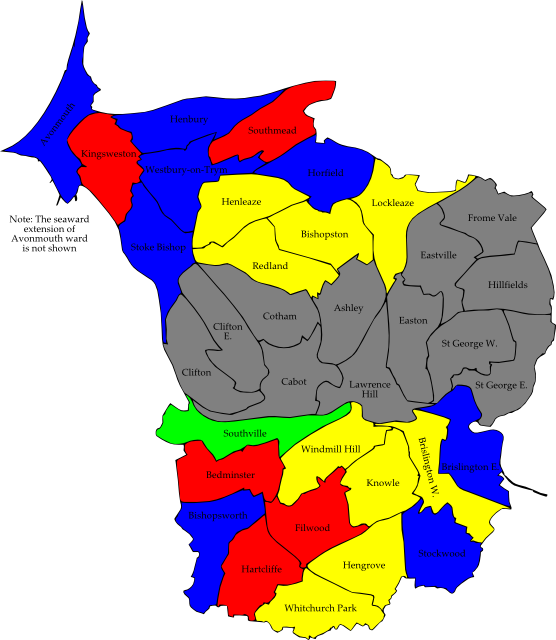 Avonmouth
Henbury
Southmead
Kingsweston
Westbury-on-Trym
Horfield
Henleaze
Lockleaze
Frome Vale
Note: The seaward
extension of
Avonmouth ward
is not shown
Stoke Bishop
Bishopston
Eastville
Redland
Hillfields
Ashley
Cotham
Easton
Clifton
E.
St George W.
Clifton
Cabot
Lawrence
Hill
St George E.
Southville
Windmill Hill
Brislington W.
Brislington E.
Bedminster
Knowle
Bishopsworth
Filwood
Stockwood
Hartcliffe
Hengrove
Whitchurch Park